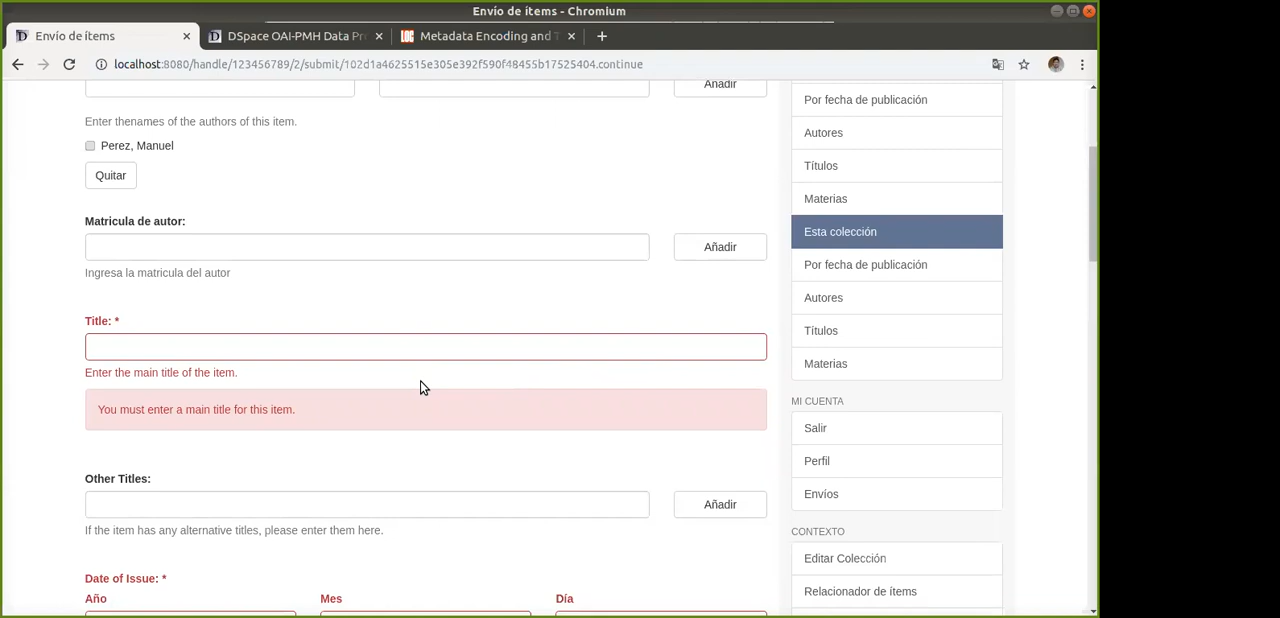 Envío de ítems - Chromium
Envío de ítems
DSpace OAI-PMH Data Pr
Metadata Encoding and T
localhost:8080/handle/123456789/2/submit/102d1a4625515e305e392f590f48455b17525404.continue
Añadir
Enter thenames of the authors of this item.
Perez, Manuel
Quitar
Matricula de autor:
Añadir
Ingresa la matricula del autor
Title: *
Enter the main title of the item.
You must enter a main title for this item.
Other Titles:
Añadir
If the item has any alternative titles, please enter them here.
Date of Issue: *
Año Mes Día
Por fecha de publicación
Autores
Títulos
Materias
Esta colección
Por fecha de publicación
Autores
Títulos
Materias
MI CUENTA
Salir
Perfil
Envíos
CONTEXTO
Editar Colección
Relacionador de ítems